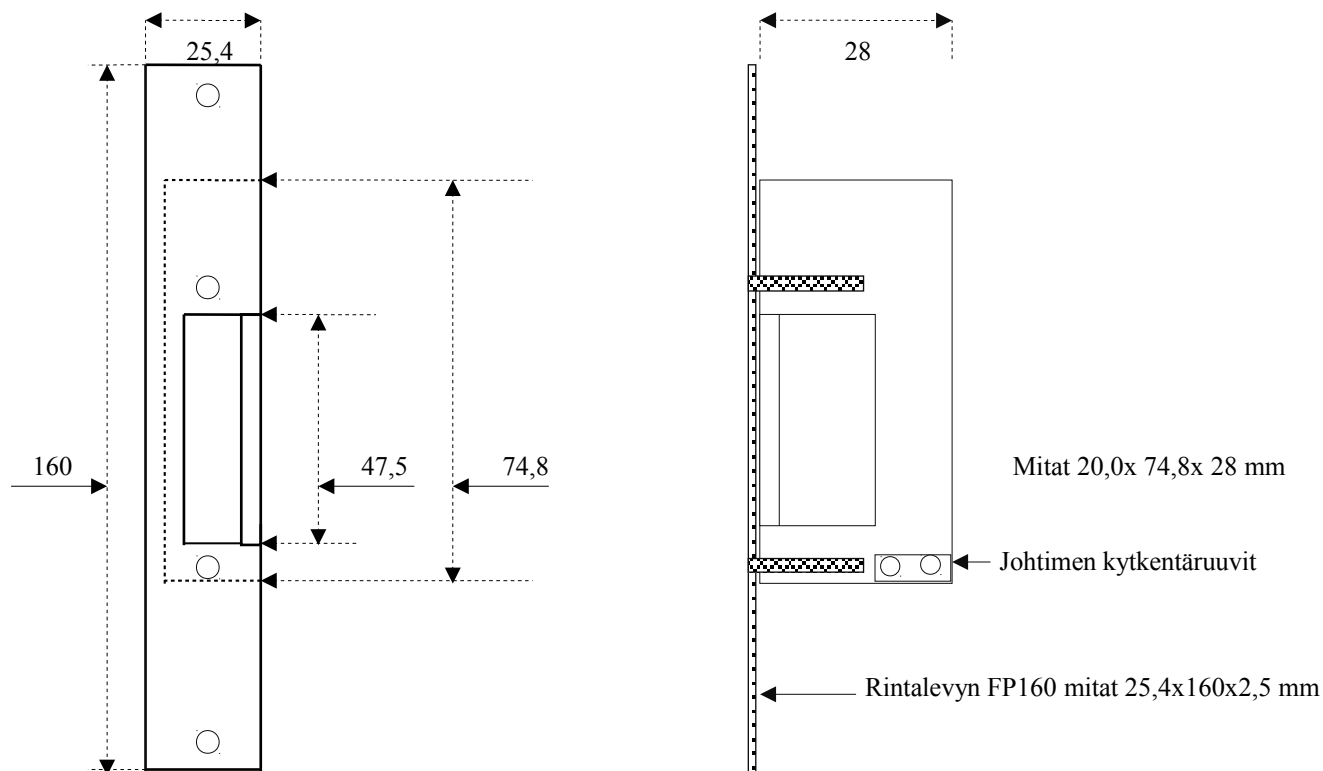 25,4
28
160
47,5
74,8
Mitat 20,0x 74,8x 28 mm
Johtimen kytkentäruuvit
Rintalevyn FP160 mitat 25,4x160x2,5 mm